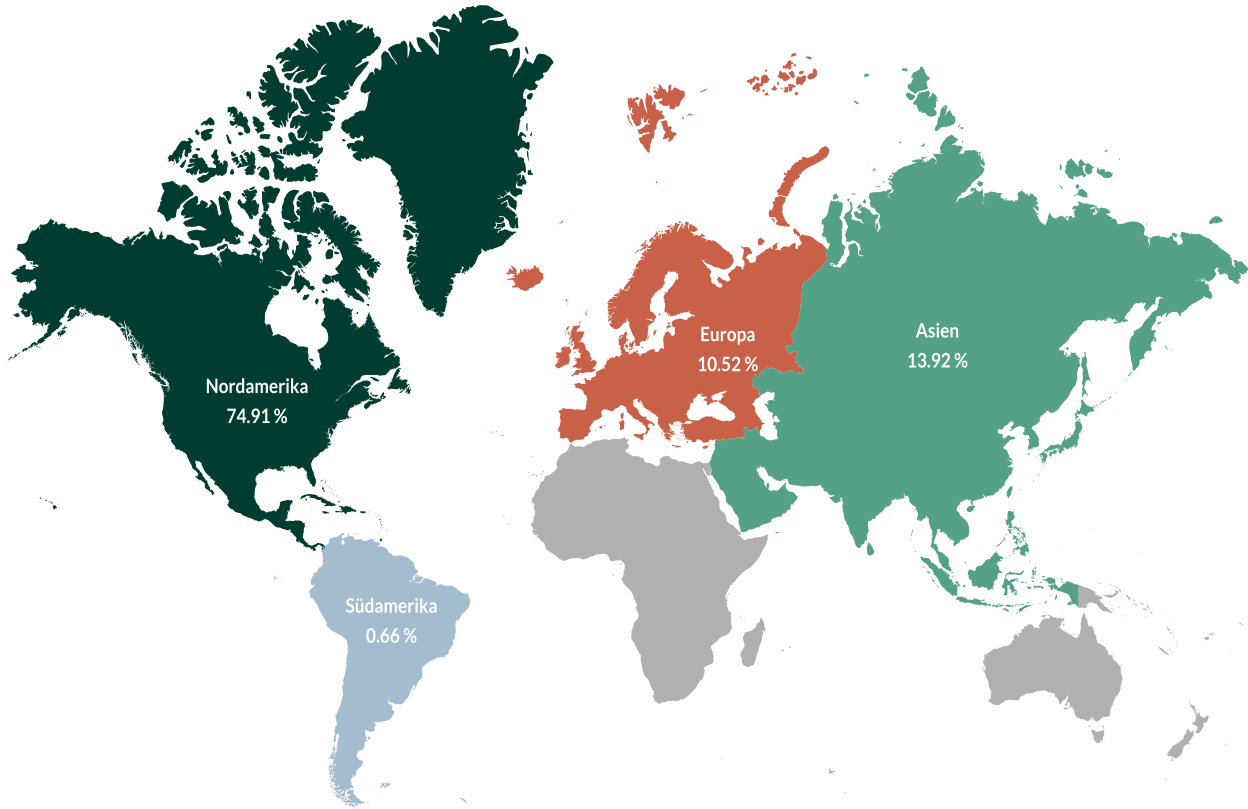 Europa
10.52 %
Asien
13.92 %
Nordamerika
74.91 %
Südamerika
0.66 %